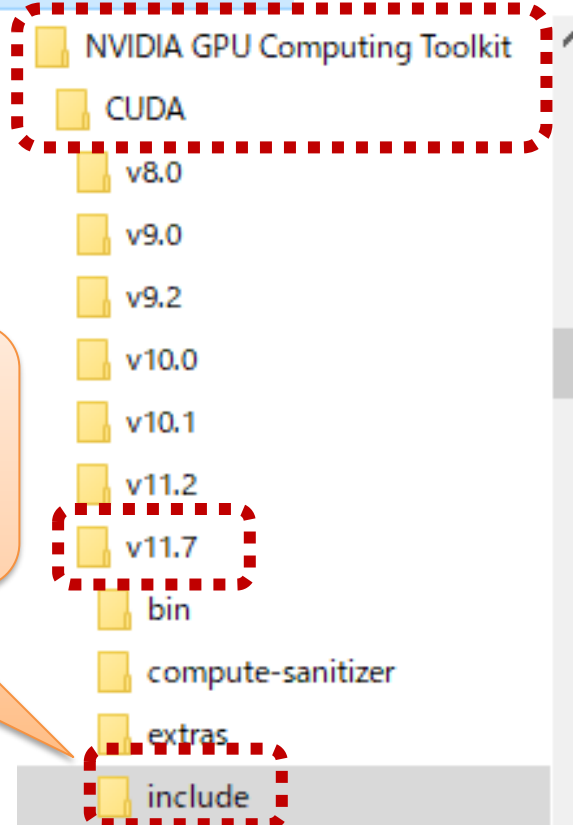 NVIDIA GPU Computing Toolkit
CUDA
v8.0
v9.0
v9.2
v10.0
v10.1
v11.2
v11.7
bin
compute-sanitizer
extras
include